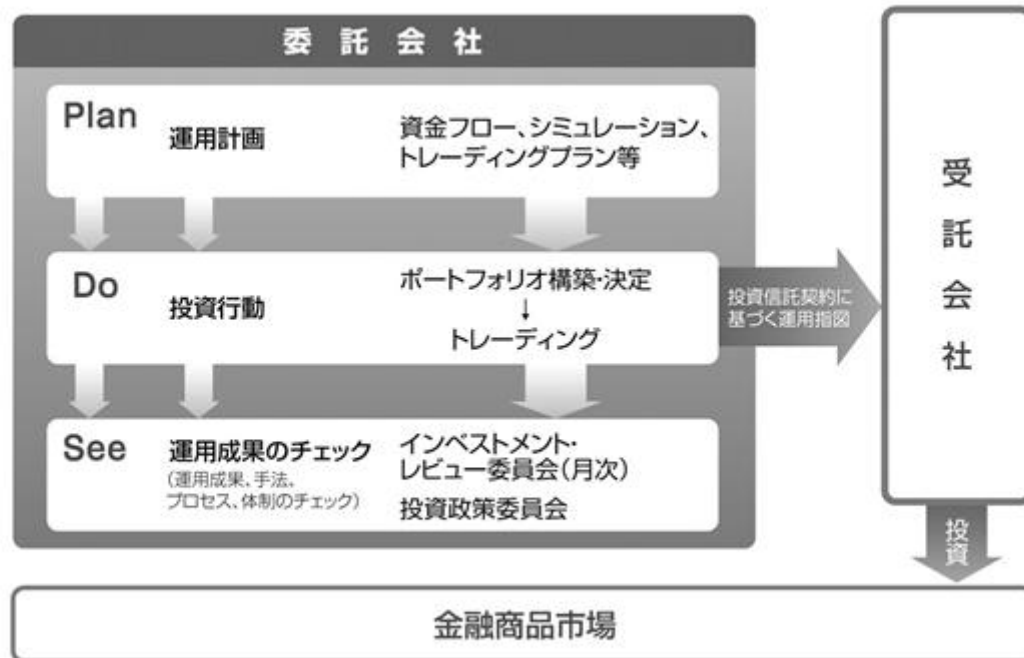 委託会社
Plan
運用計画
資金フロー、シミュレーション、
トレーディングプラン等
Do
投資行動
ポートフォリオ構築・決定
↓
トレーディング
See
運用成果のチェック
(運用成果、手法、
プロセス、体制のチェック)
インベストメント・
レビュー委員会(月次)
投資政策委員会
投資信託契約に
基づく運用指図
受託会社
投資
金融商品市場